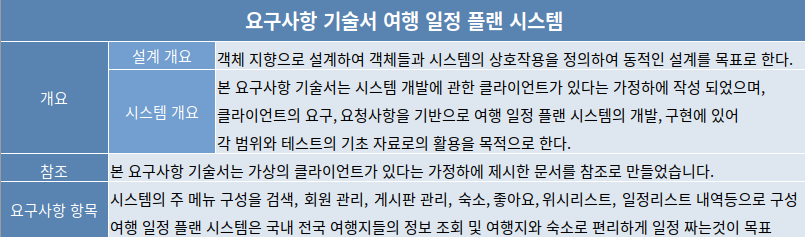 요구사항 기술서 여행 일정 플랜 시스템
설계 개요
객체 지향으로 설계하여 객체들과 시스템의 상호작용을 정의하여 동적인 설계를 목표로 한다.
개요
시스템 개요
본 요구사항 기술서는 시스템 개발에 관한 클라이언트가 있다는 가정하에 작성 되었으며,
클라이언트의 요구, 요청사항을 기반으로 여행 일정 플랜 시스템의 개발, 구현에 있어
각 범위와 테스트의 기초 자료로의 활용을 목적으로 한다.
참조
본 요구사항 기술서는 가상의 클라이언트가 있다는 가정하에 제시한 문서를 참조로 만들었습니다.
요구사항 항목
시스템의 주 메뉴 구성을 검색, 회원 관리, 게시판 관리, 숙소, 좋아요, 위시리스트, 일정리스트 내역등으로 구성
여행 일정 플랜 시스템은 국내 전국 여행지들의 정보 조회 및 여행지와 숙소로 편리하게 일정 짜는것이 목표